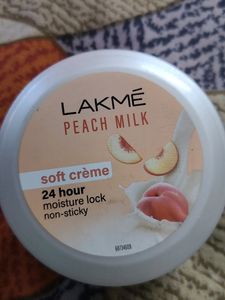 LAKMÉ
PEACH MILK
soft crème
24 hour
moisture lock
non-sticky